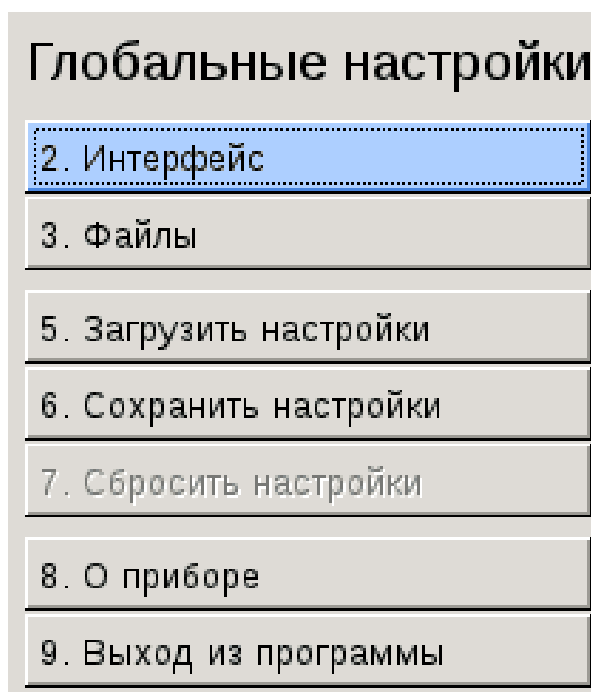 Глобальные настройки
2. Интерфейс
3. Файлы
5. Загрузить настройки
6. Сохранить настройки
7. Сбросить настройки
8. О приборе
9. Выход из программы